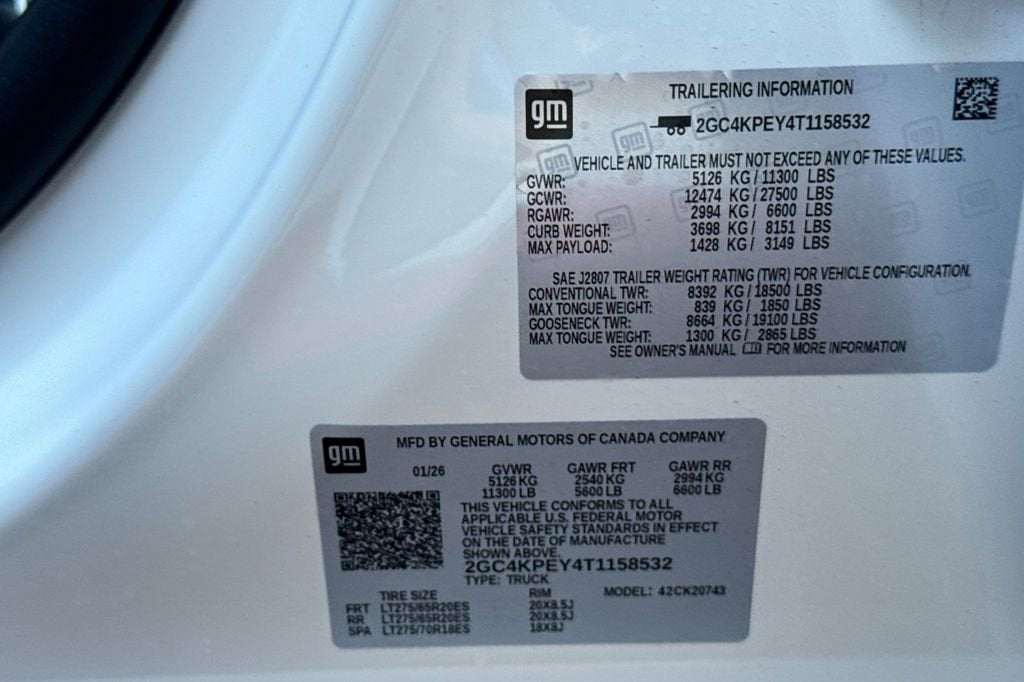 gm
TRAILERING INFORMATION
2GC4KPEY4T1158532
VEHICLE AND TRAILER MUST NOT EXCEED ANY OF THESE VALUES.
GVWR: 5126 KG / 11300 LBS
GCWR: 12474 KG / 27500 LBS
RGAWR: 2994 KG / 6600 LBS
CURB WEIGHT: 3698 KG / 8151 LBS
MAX PAYLOAD: 1428 KG / 3149 LBS
SAE J2807 TRAILER WEIGHT RATING (TWR) FOR VEHICLE CONFIGURATION.
CONVENTIONAL TWR: 8392 KG / 18500 LBS
MAX TONGUE WEIGHT: 839 KG / 1850 LBS
GOOSENECK TWR: 8664 KG / 19100 LBS
MAX TONGUE WEIGHT: 1300 KG / 2865 LBS
SEE OWNER'S MANUAL FOR MORE INFORMATION
gm
MFD BY GENERAL MOTORS OF CANADA COMPANY
01/26 GVWR GAWR FRT GAWR RR
5126 KG 2540 KG 2994 KG
11300 LB 5600 LB 6600 LB
THIS VEHICLE CONFORMS TO ALL
APPLICABLE U.S. FEDERAL MOTOR
VEHICLE SAFETY STANDARDS IN EFFECT
ON THE DATE OF MANUFACTURE
SHOWN ABOVE.
2GC4KPEY4T1158532
TYPE: TRUCK
MODEL: 42CK20743
TIRE SIZE RIM
FRT LT275/65R20ES 20X8.5J
RR LT275/65R20ES 20X8.5J
SPA LT275/70R18ES 18X8J